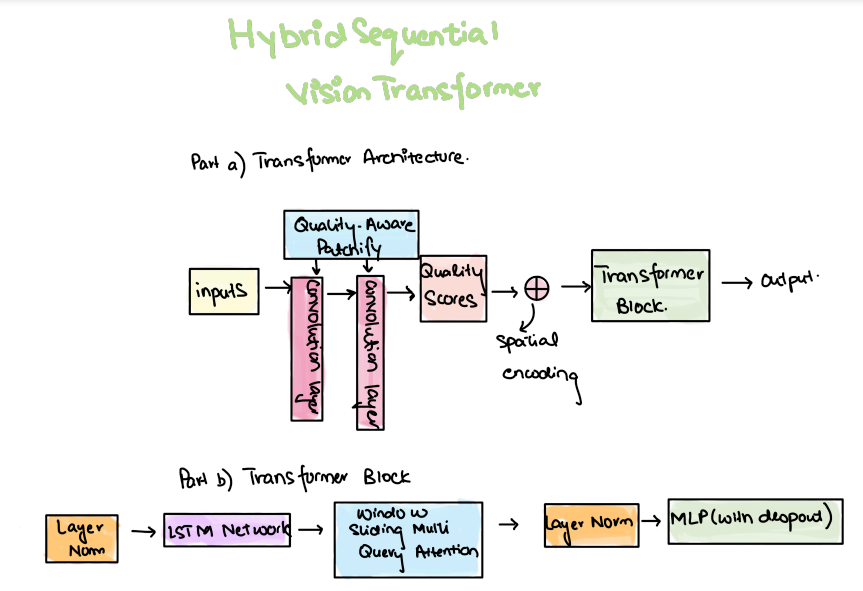 Hybrid Sequential
Vision Transformer
Part a) Transformer Architecture.
Quality-Aware
Patchify
inputs
Convolution layer
Convolution layer
Quality
Scores
Transformer
Block.
output.
spatial
encoding
Part b) Transformer Block
Layer
Norm
LSTM Network
Window
Sliding Multi
Query Attention
Layer Norm
MLP (with dropout)